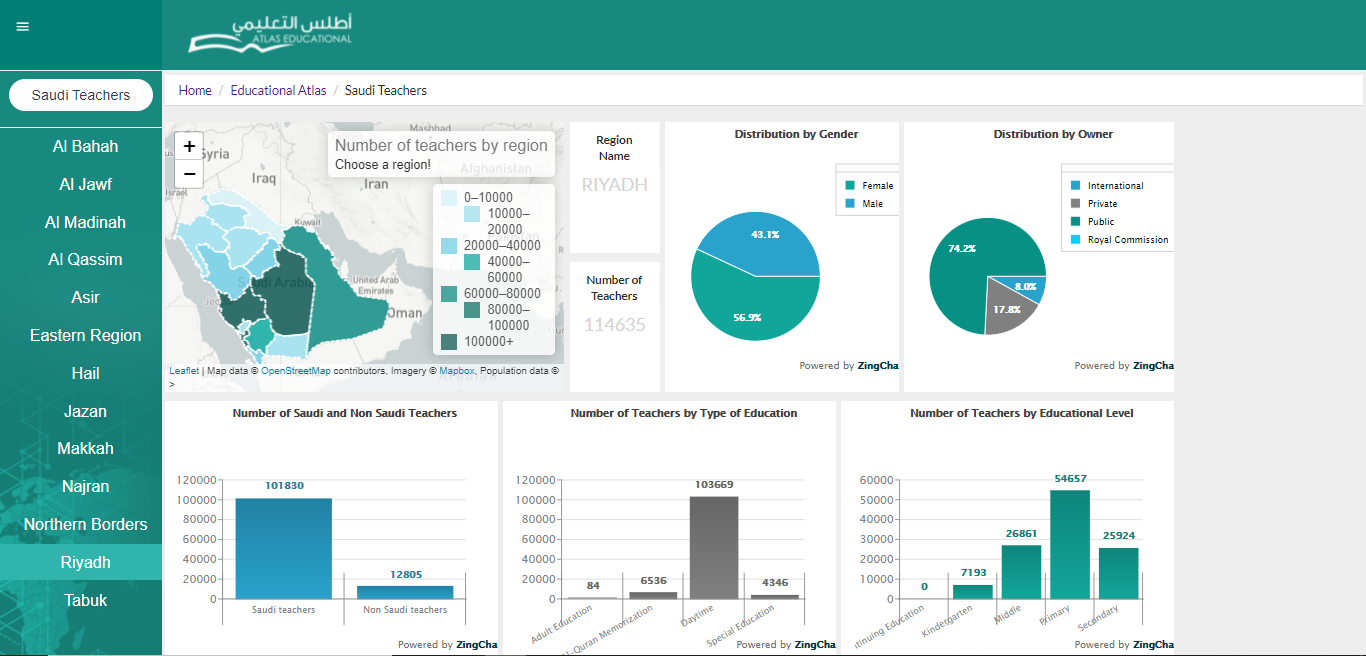 أطلس التعليمي
ATLAS EDUCATIONAL
Saudi Teachers
Al Bahah
Al Jawf
Al Madinah
Al Qassim
Asir
Eastern Region
Hail
Jazan
Makkah
Najran
Northern Borders
Riyadh
Tabuk
Home / Educational Atlas / Saudi Teachers
+
−
Number of teachers by region
Choose a region!
0–10000
10000–
20000
20000–40000
40000–
60000
60000–80000
80000–
100000
100000+
Mashhad
Syria
Iraq
Iran
Afghanistan
Israel
Kuwait
Saudi Arabia
United Arab
Emirates
Oman
Leaflet | Map data © OpenStreetMap contributors, Imagery © Mapbox, Population data ©
>
Region
Name
RIYADH
Number of
Teachers
114635
Distribution by Gender
Female
Male
43.1%
56.9%
Powered by ZingCha
Distribution by Owner
International
Private
Public
Royal Commission
74.2%
8.0%
17.8%
Powered by ZingCha
Number of Saudi and Non Saudi Teachers
120000
100000
80000
60000
40000
20000
0
101830
12805
Saudi teachers
Non Saudi teachers
Powered by ZingCha
Number of Teachers by Type of Education
120000
100000
80000
60000
40000
20000
0
84
6536
103669
4346
Adult Education
l-Quran Memorization
Daytime
Special Education
Powered by ZingCha
Number of Teachers by Educational Level
60000
50000
40000
30000
20000
10000
0
0
7193
26861
54657
25924
tinuing Education
Kindergarten
Middle
Primary
Secondary
Powered by ZingCha